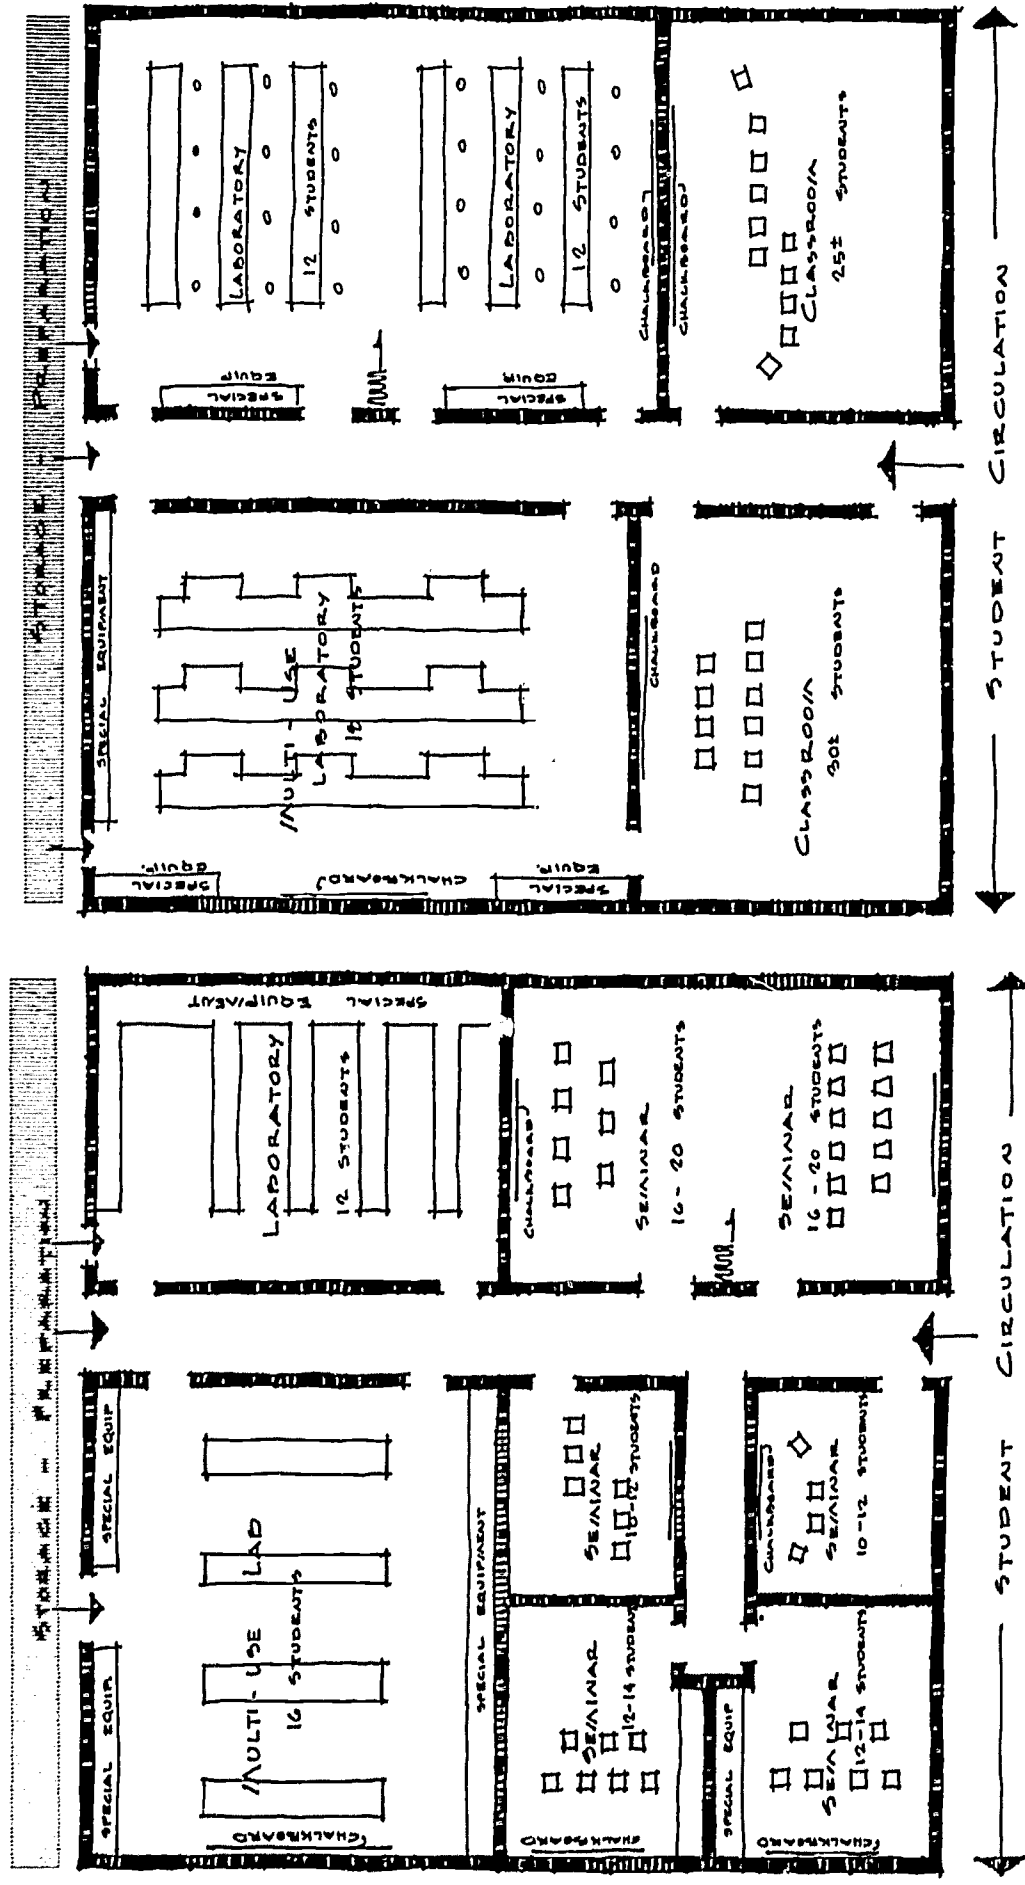 STORAGE & PREPARATION
SPECIAL EQUIPMENT
SPECIAL
EQUIP.
CHALKBOARD
SPECIAL
EQUIP.
MULTI-USE
LABORATORY
18 STUDENTS
CHALKBOARD
CLASSROOM
30± STUDENTS
SPECIAL
EQUIP
LABORATORY
12 STUDENTS
SPECIAL
EQUIP
LABORATORY
12 STUDENTS
CHALKBOARD
CHALKBOARD
CLASSROOM
25± STUDENTS
STUDENT CIRCULATION
STORAGE & PREPARATION
SPECIAL EQUIP
SPECIAL EQUIP
MULTI-USE LAB
16 STUDENTS
CHALKBOARD
SPECIAL EQUIPMENT
LABORATORY
12 STUDENTS
SPECIAL EQUIPMENT
SEMINAR
12-14 STUDENTS
CHALKBOARD
SEMINAR
10-12 STUDENTS
CHALKBOARD
SEMINAR
16-20 STUDENTS
SPECIAL EQUIP
SEMINAR
12-14 STUDENTS
CHALKBOARD
CHALKBOARD
SEMINAR
10-12 STUDENTS
SEMINAR
16-20 STUDENTS
STUDENT CIRCULATION